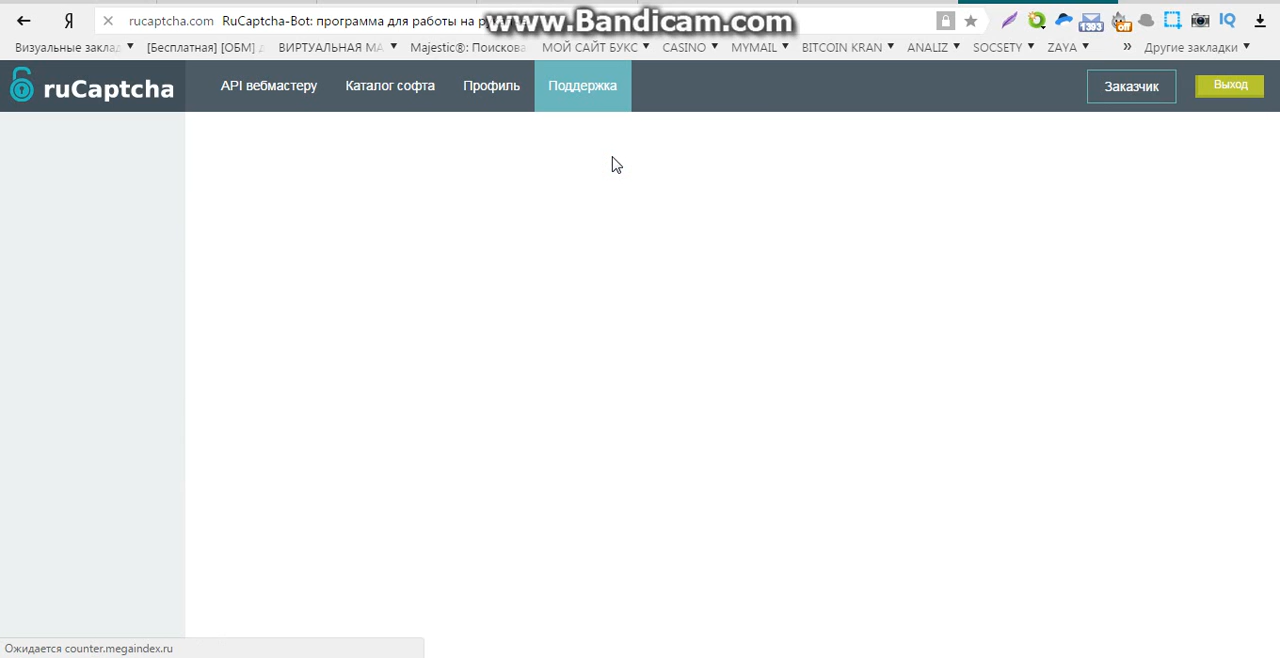 www.Bandicam.com
Я rucaptcha.com RuCaptcha-Bot: программа для работы на
Визуальные заклад [Бесплатная] [ОБМ] ВИРТУАЛЬНАЯ МА Majestic®: Поискова МОЙ САЙТ БУКС CASINO MYMAIL BITCOIN KRAN ANALIZ SOCSETY ZAYA » Другие закладки
ruCaptcha API вебмастеру Каталог софта Профиль Поддержка Заказчик Выход
Ожидается counter.megaindex.ru